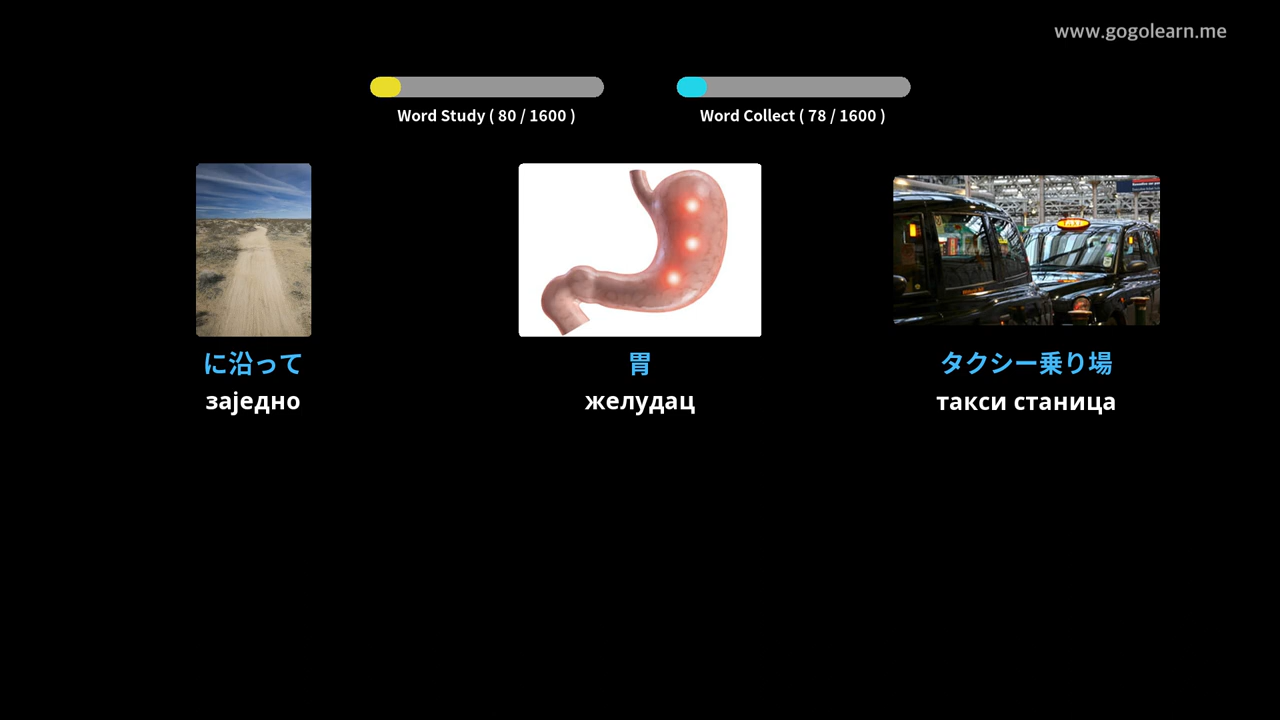 www.gogolearn.me
Word Study ( 80 / 1600 )
Word Collect ( 78 / 1600 )
に沿って
заједно
胃
желудац
タクシー乗り場
такси станица
TAXI